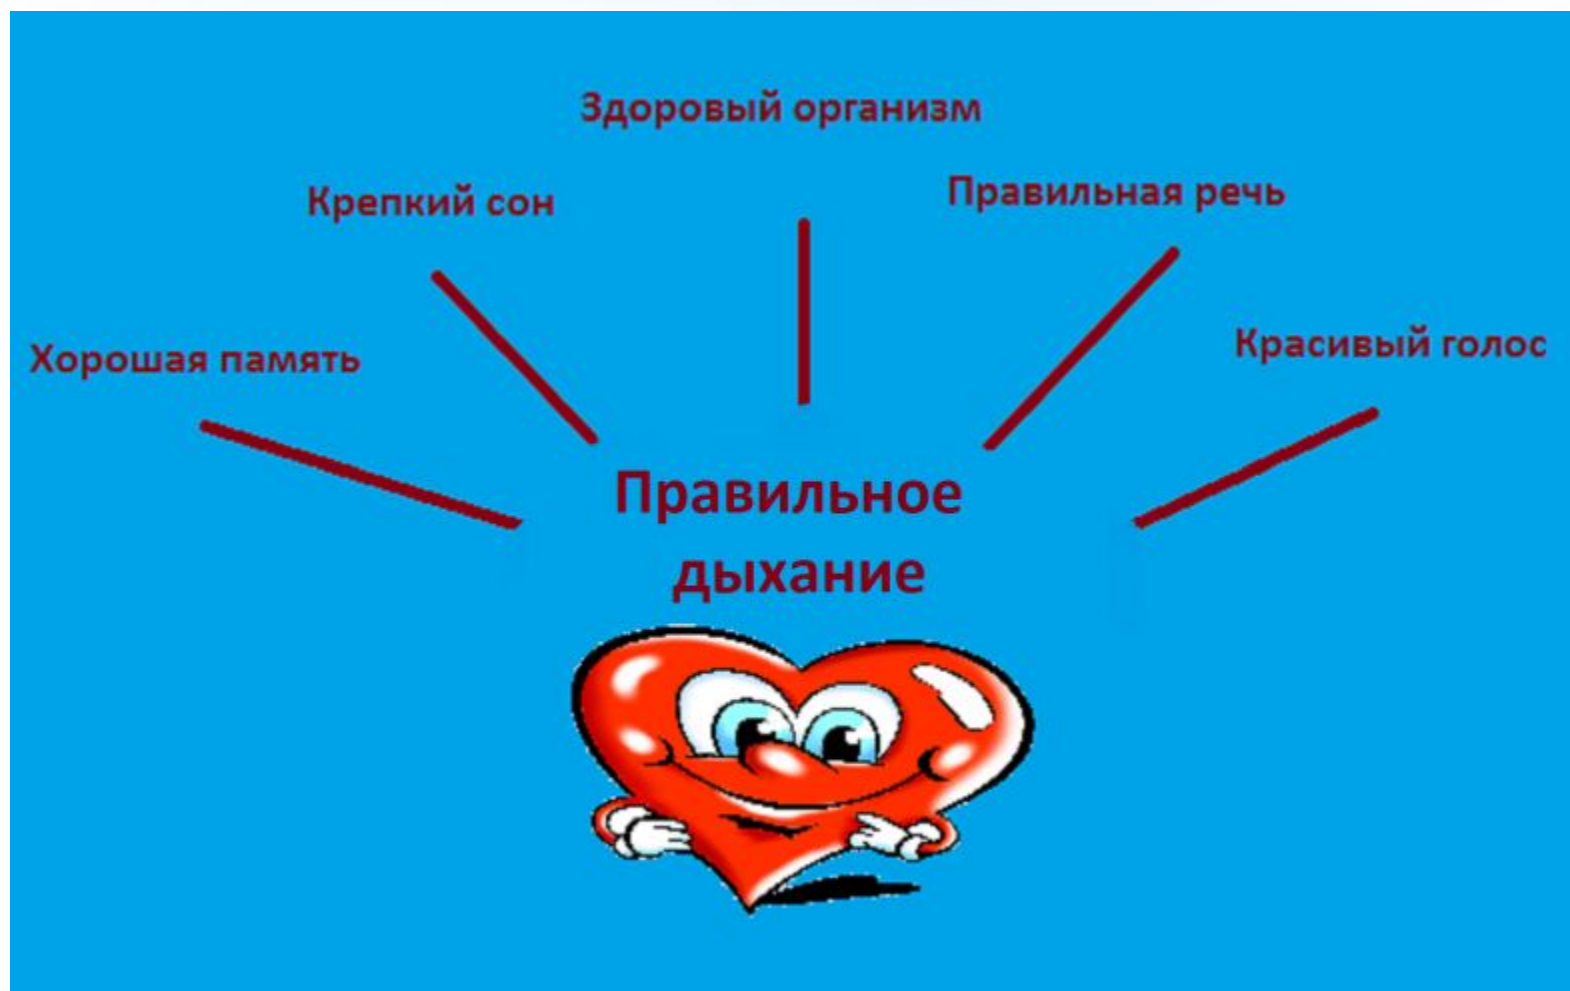 Здоровый организм
Крепкий сон
Правильная речь
Хорошая память
Красивый голос
Правильное
дыхание